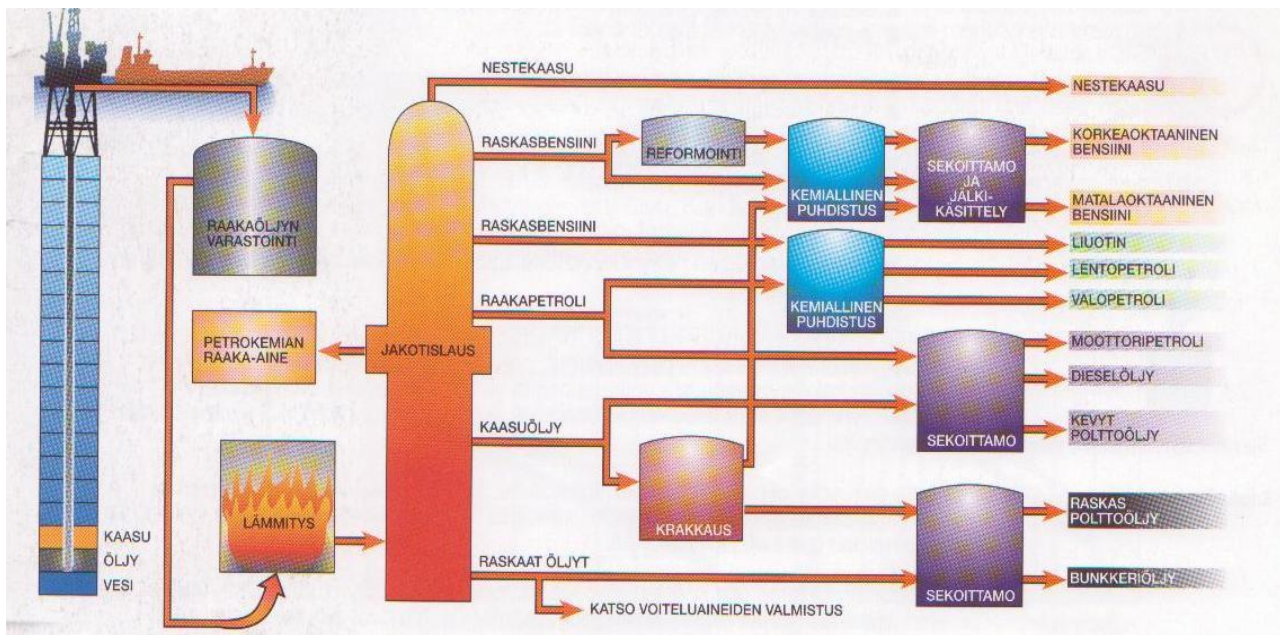 NESTEKAASU
NESTEKAASU
RASKASBENSIINI
REFORMOINTI
KEMIALLINEN
PUHDISTUS
SEKOITTAMO
JA
JÄLKI-
KÄSITTELY
KORKEAOKTAANINEN
BENSIINI
MATALAOKTAANINEN
BENSIINI
RAAKAÖLJYN
VARASTOINTI
RASKASBENSIINI
KEMIALLINEN
PUHDISTUS
LIUOTIN
LENTOPETROLI
VALOPETROLI
RAAKAPETROLI
PETROKEMIAN
RAAKA-AINE
JAKOTISLAUS
MOOTTORIPETROLI
DIESELÖLJY
KEVYT
POLTTOÖLJY
SEKOITTAMO
KAASUÖLJY
KRAKKAUS
LÄMMITYS
KAASU
ÖLJY
VESI
RASKAAT ÖLJYT
KATSO VOITELUAINEIDEN VALMISTUS
SEKOITTAMO
RASKAS
POLTTOÖLJY
BUNKKERIÖLJY